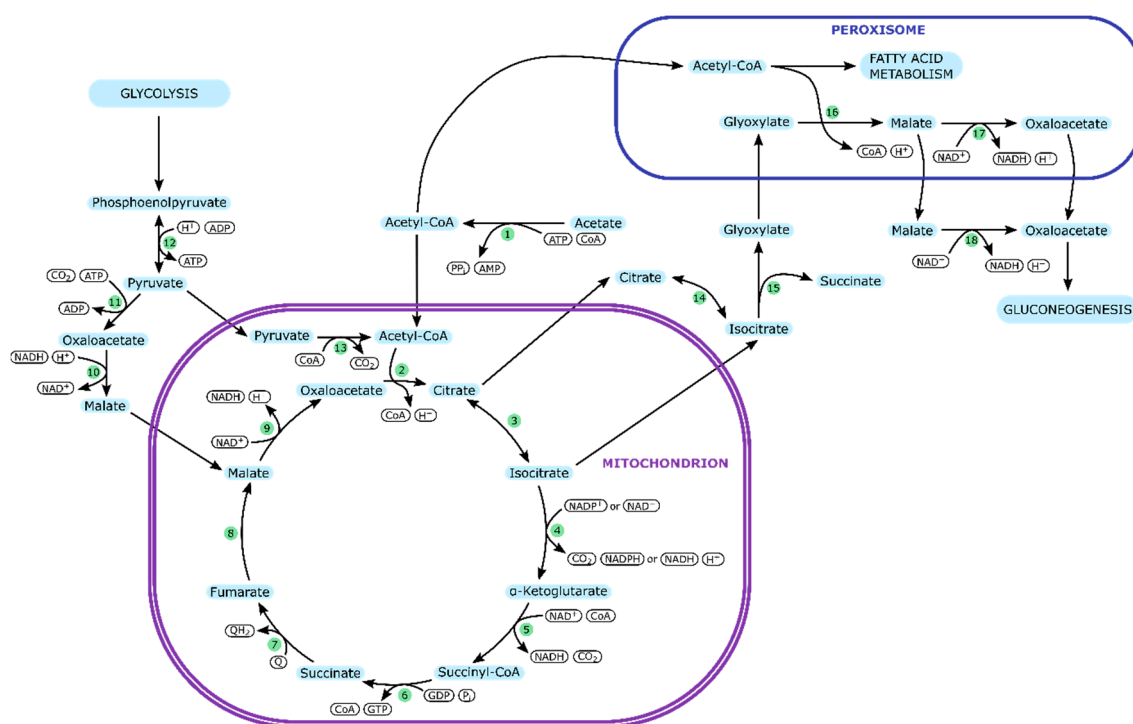 PEROXISOME
Acetyl-CoA
FATTY ACID
METABOLISM
GLYCOLYSIS
16
Glyoxylate
Malate
Oxaloacetate
17
CoA H⁺
NAD⁺
NADH H⁺
Phosphoenolpyruvate
H⁺ ADP
12
ATP
Acetyl-CoA
Acetate
1
ATP CoA
PPᵢ AMP
Glyoxylate
Malate
Oxaloacetate
18
NAD⁻
NADH H⁻
CO₂ ATP
Pyruvate
11
ADP
Citrate
14
15
Succinate
Isocitrate
GLUCONEOGENESIS
Oxaloacetate
NADH H⁺
10
NAD⁺
Malate
Pyruvate
Acetyl-CoA
13
CoA
CO₂
2
Oxaloacetate
Citrate
CoA H⁻
NADH H
9
NAD⁺
3
Malate
Isocitrate
MITOCHONDRION
NADP⁺ or NAD⁻
4
CO₂ NADPH or NADH H⁺
8
Fumarate
α-Ketoglutarate
NAD⁺ CoA
5
NADH CO₂
QH₂
7
Q
Succinate
Succinyl-CoA
6
GDP Pᵢ
CoA GTP